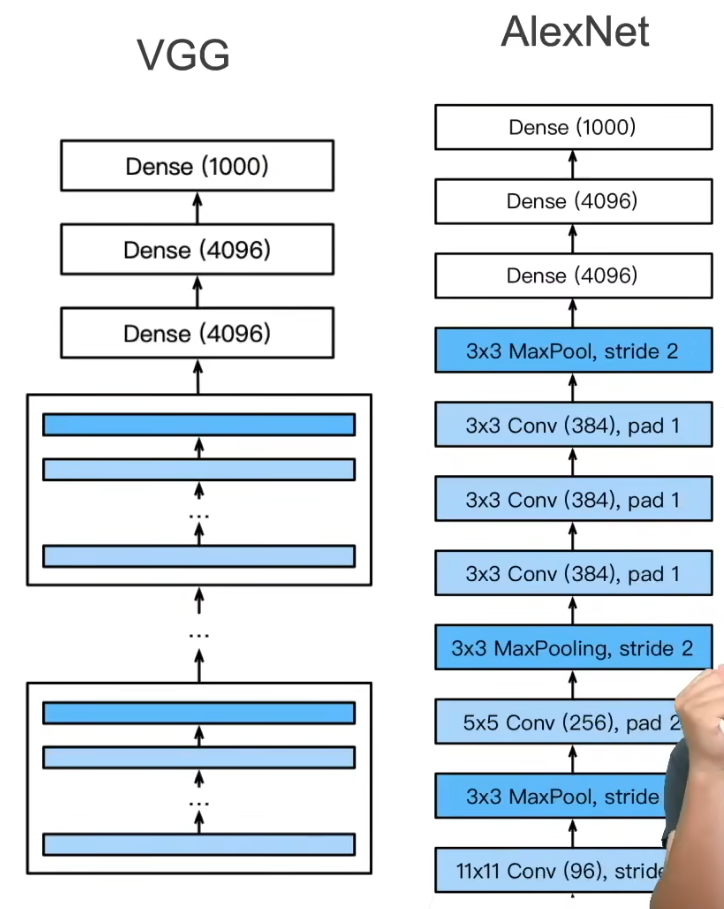 VGG
Dense (1000)
Dense (4096)
Dense (4096)
...
...
...
AlexNet
Dense (1000)
Dense (4096)
Dense (4096)
3x3 MaxPool, stride 2
3x3 Conv (384), pad 1
3x3 Conv (384), pad 1
3x3 Conv (384), pad 1
3x3 MaxPooling, stride 2
5x5 Conv (256), pad 2
3x3 MaxPool, stride
11x11 Conv (96), stride